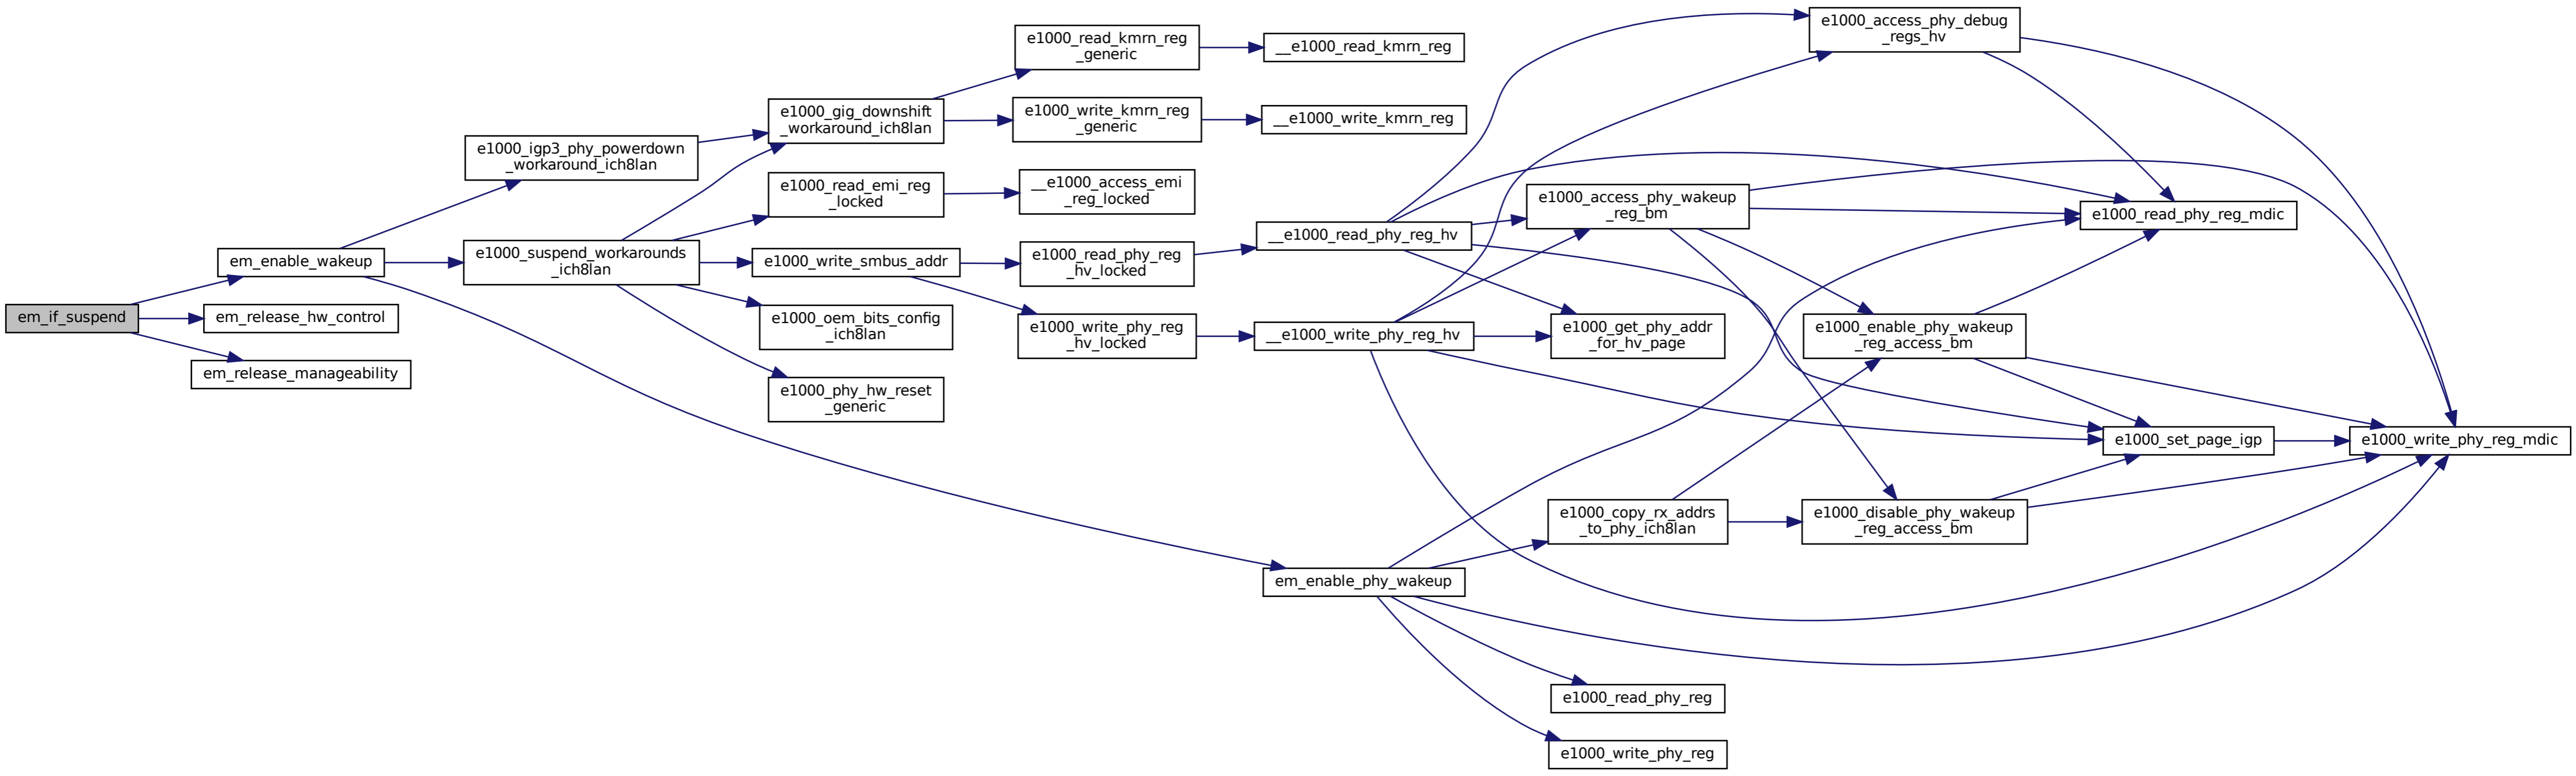 em_if_suspend
em_enable_wakeup
em_release_hw_control
em_release_manageability
e1000_igp3_phy_powerdown
_workaround_ich8lan
e1000_suspend_workarounds
_ich8lan
e1000_gig_downshift
_workaround_ich8lan
e1000_read_emi_reg
_locked
e1000_write_smbus_addr
e1000_oem_bits_config
_ich8lan
e1000_phy_hw_reset
_generic
e1000_read_kmrn_reg
_generic
e1000_write_kmrn_reg
_generic
__e1000_access_emi
_reg_locked
e1000_read_phy_reg
_hv_locked
e1000_write_phy_reg
_hv_locked
__e1000_read_kmrn_reg
__e1000_write_kmrn_reg
__e1000_read_phy_reg_hv
__e1000_write_phy_reg_hv
em_enable_phy_wakeup
e1000_access_phy_wakeup
_reg_bm
e1000_get_phy_addr
_for_hv_page
e1000_copy_rx_addrs
_to_phy_ich8lan
e1000_read_phy_reg
e1000_write_phy_reg
e1000_access_phy_debug
_regs_hv
e1000_enable_phy_wakeup
_reg_access_bm
e1000_disable_phy_wakeup
_reg_access_bm
e1000_read_phy_reg_mdic
e1000_set_page_igp
e1000_write_phy_reg_mdic